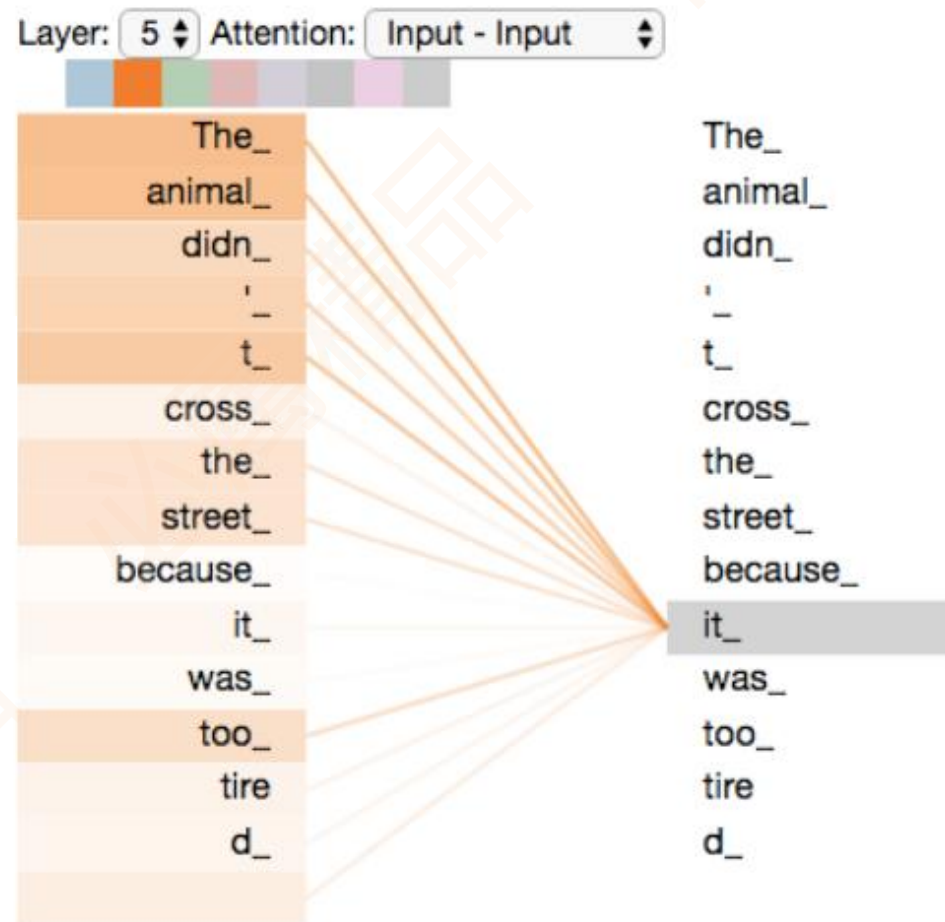 Layer: 5 Attention: Input - Input
The_ The_
animal_ animal_
didn_ didn_
'_ '_
t_ t_
cross_ cross_
the_ the_
street_ street_
because_ because_
it_ it_
was_ was_
too_ too_
tire tire
d_ d_